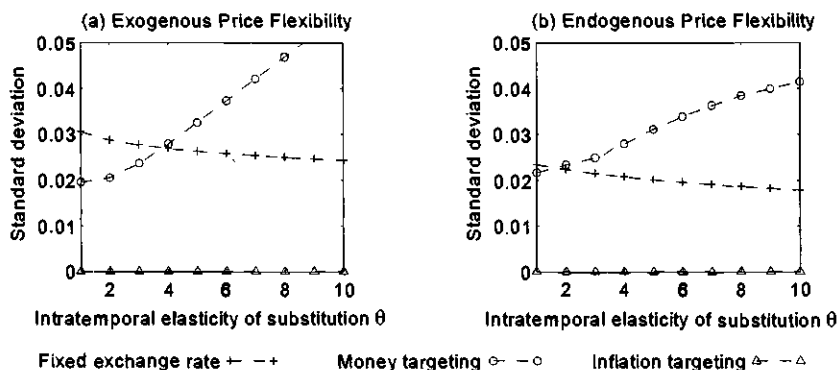 (a) Exogenous Price Flexibility
0.05
0.04
0.03
0.02
0.01
0
Standard deviation
2 4 6 8 10
Intratemporal elasticity of substitution θ
(b) Endogenous Price Flexibility
0.05
0.04
0.03
0.02
0.01
0
Standard deviation
2 4 6 8 10
Intratemporal elasticity of substitution θ
Fixed exchange rate Money targeting Inflation targeting